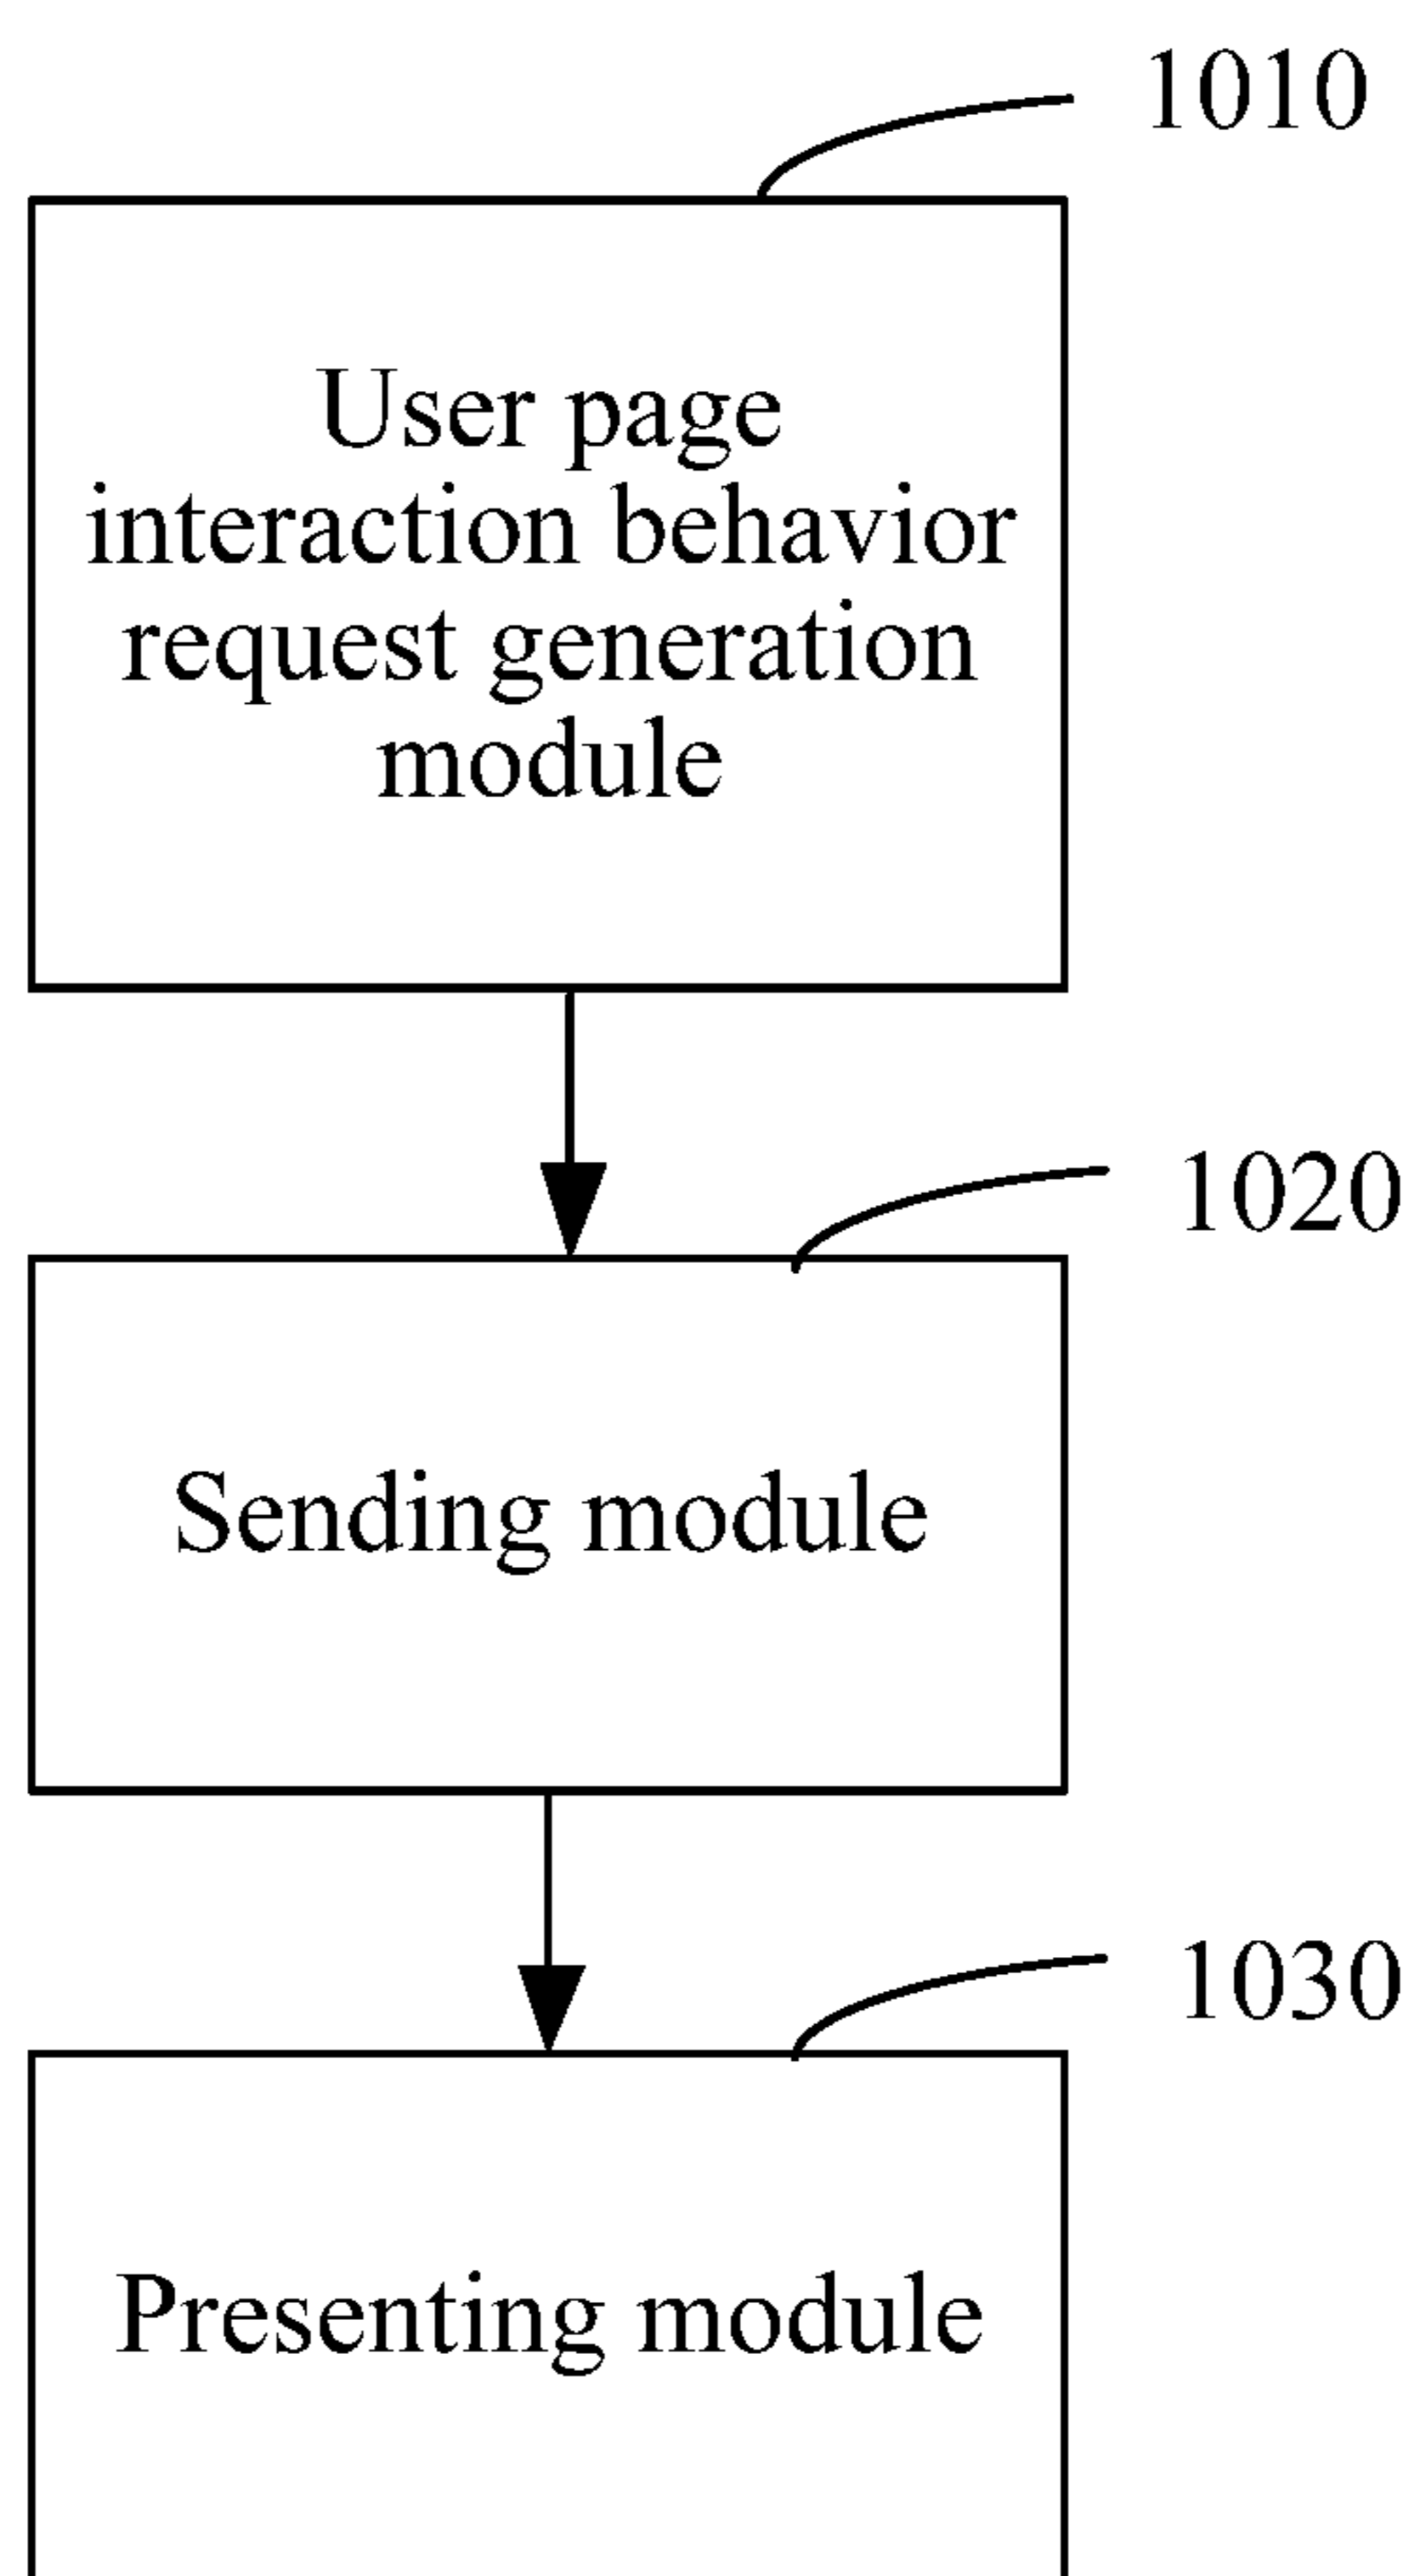 1010
User page
interaction behavior
request generation
module
1020
Sending module
1030
Presenting module